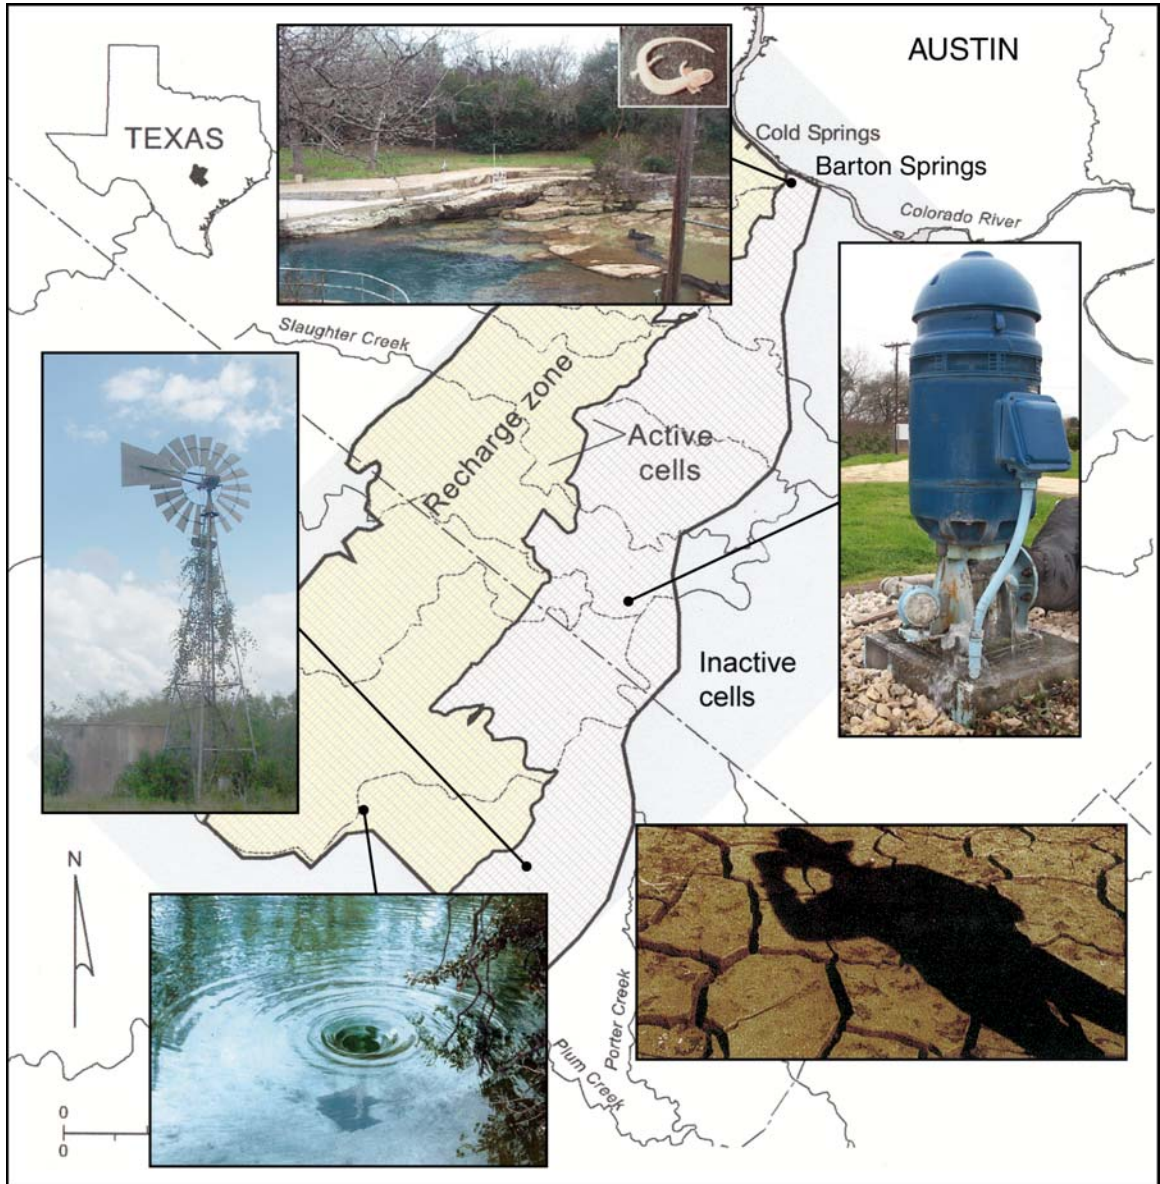 AUSTIN
TEXAS
Cold Springs
Barton Springs
Colorado River
Slaughter Creek
Recharge zone
Active
cells
Inactive
cells
N
Porter Creek
Plum Creek
0
0